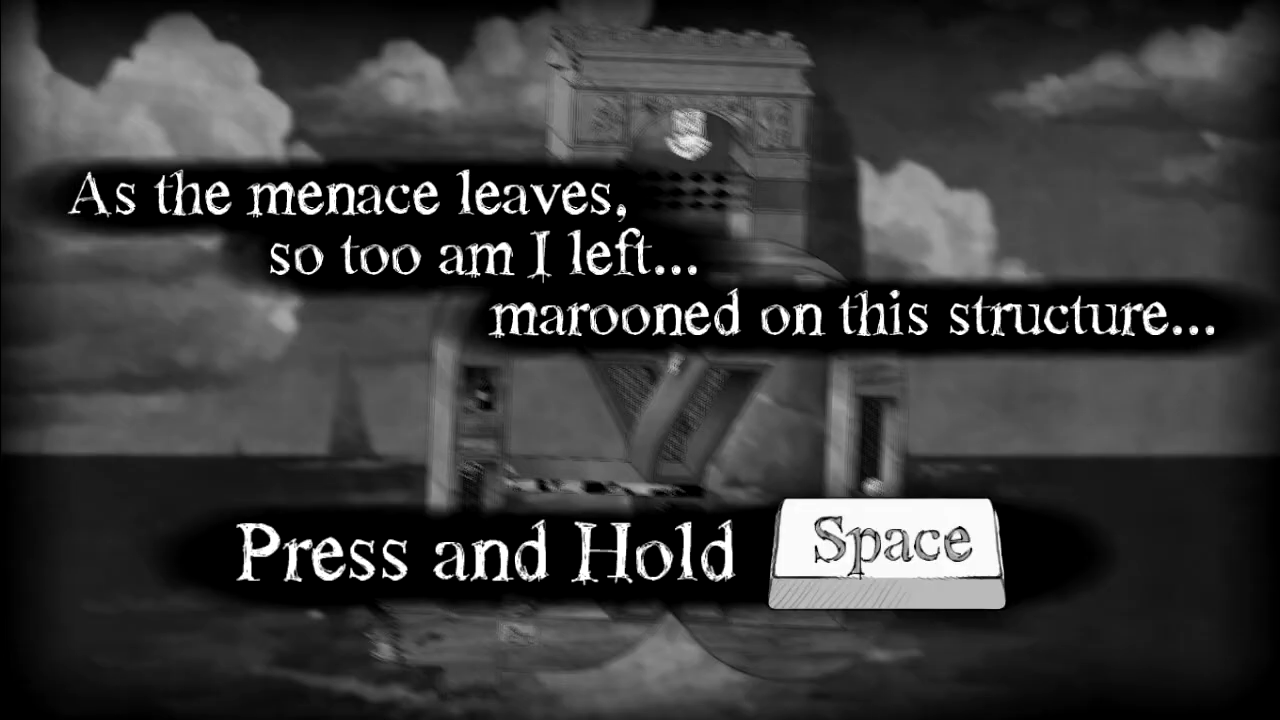 As the menace leaves,
so too am I left...
marooned on this structure...
Press and Hold Space